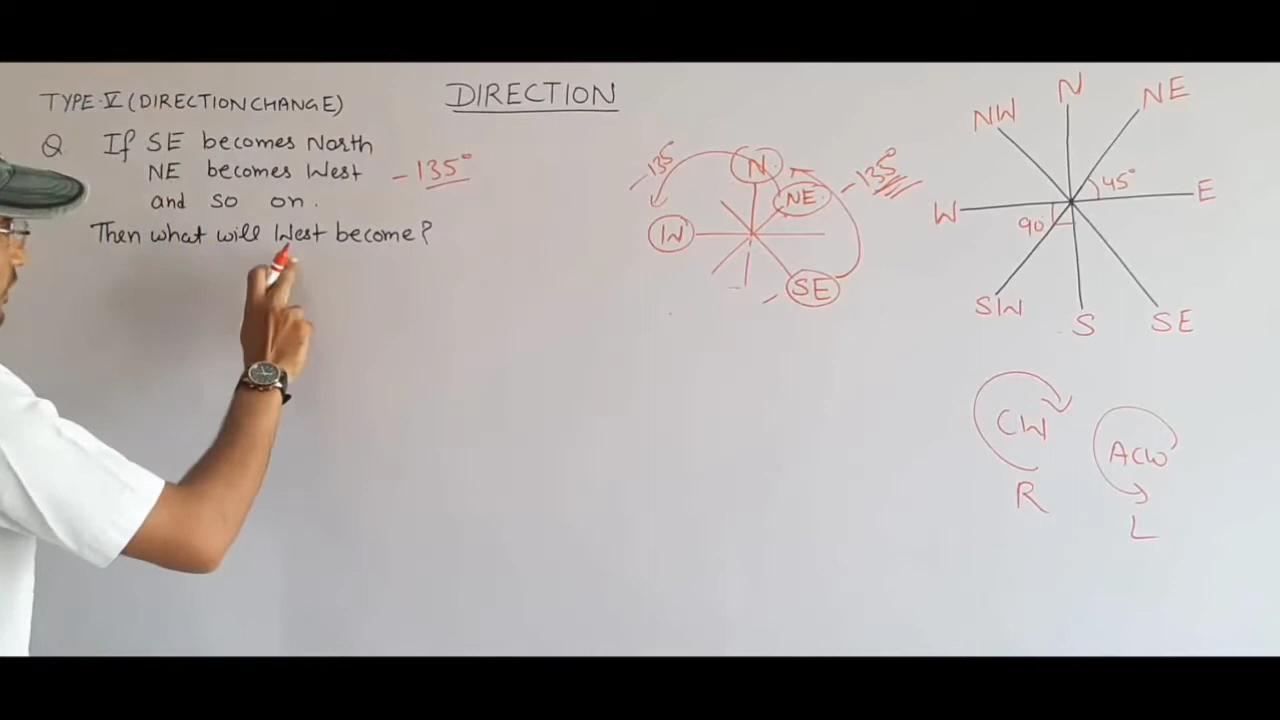 TYPE-V (DIRECTION CHANGE)
DIRECTION
Q. If SE becomes North
NE becomes West
and so on.
Then what will West become?
-135°
-135
N
NE
W
SE
-135°
N
NE
NW
45°
E
W
90
SW
S
SE
CW
R
ACW
L